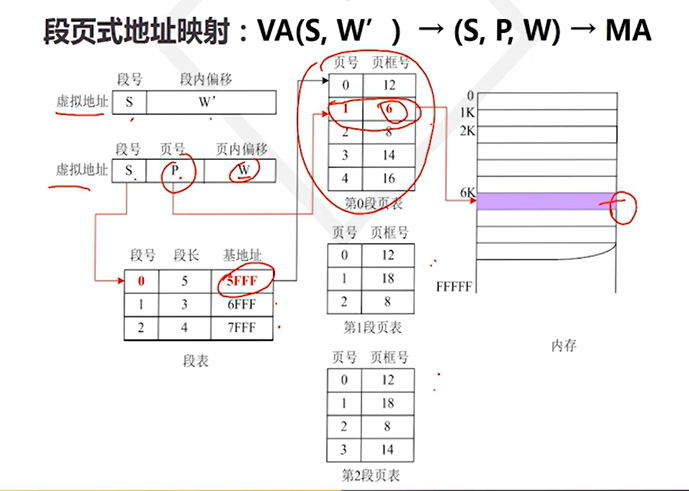 段页式地址映射：VA(S, W'） → (S, P, W) → MA
段号 段内偏移
虚拟地址 S W'
段号 页号 页内偏移
虚拟地址 S P W
段号 段长 基地址
0 5 5FFF
1 3 6FFF
2 4 7FFF
段表
页号 页框号
0 12
1 6
2 8
3 14
4 16
第0段页表
页号 页框号
0 12
1 18
2 8
第1段页表
页号 页框号
0 12
1 18
2 8
3 14
第2段页表
0
1K
2K
6K
FFFFF
内存